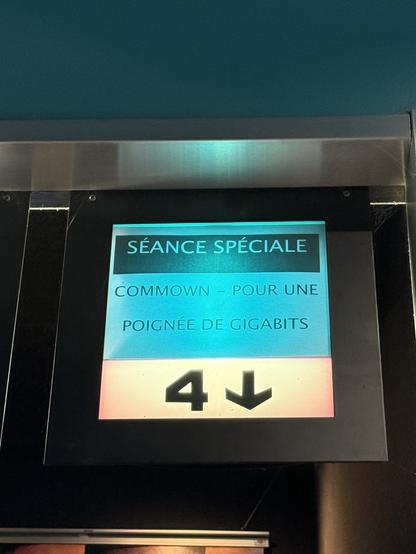 SÉANCE SPÉCIALE
COMMOWN – POUR UNE
POIGNÉE DE GIGABITS
4 ↓